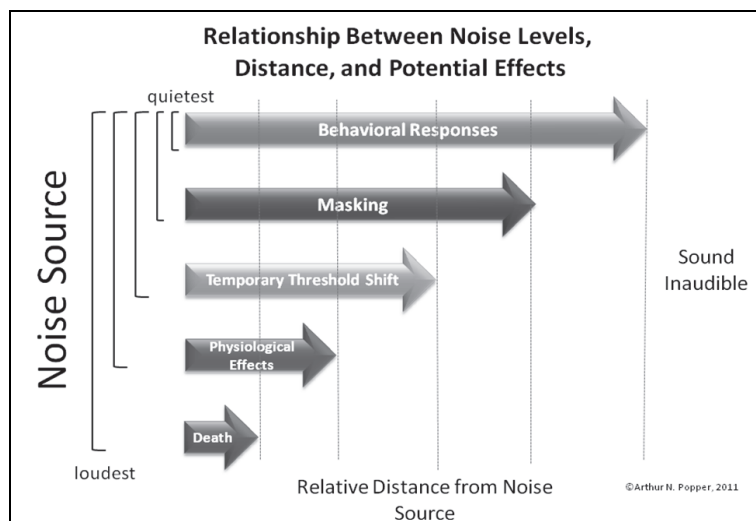 Relationship Between Noise Levels,
Distance, and Potential Effects
quietest
Behavioral Responses
Masking
Noise Source
Temporary Threshold Shift
Sound
Inaudible
Physiological
Effects
Death
loudest
Relative Distance from Noise
Source
©Arthur N. Popper, 2011